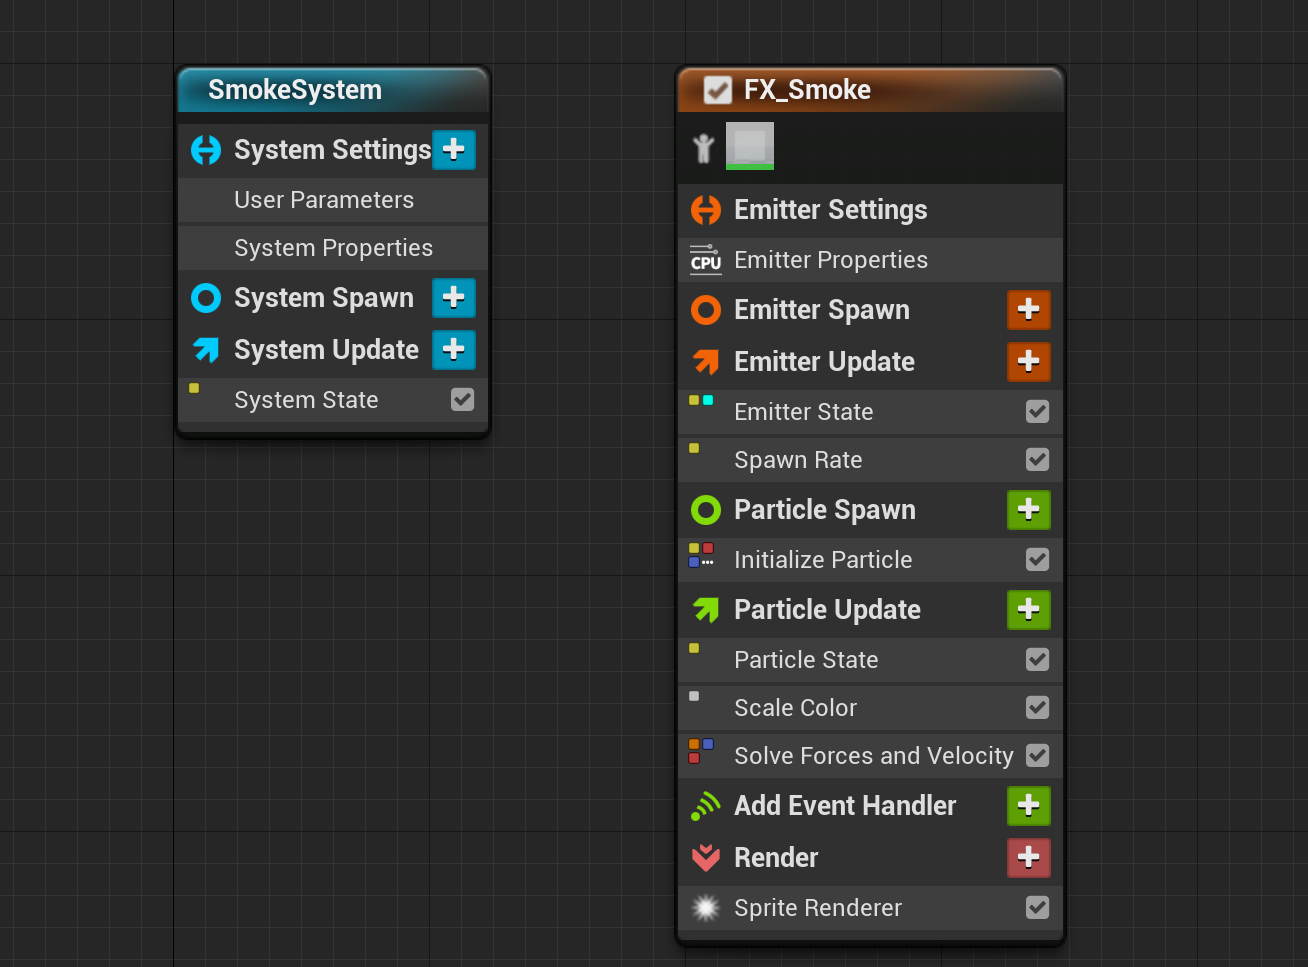 SmokeSystem
System Settings
User Parameters
System Properties
System Spawn
System Update
System State
FX_Smoke
Emitter Settings
CPU Emitter Properties
Emitter Spawn
Emitter Update
Emitter State
Spawn Rate
Particle Spawn
Initialize Particle
Particle Update
Particle State
Scale Color
Solve Forces and Velocity
Add Event Handler
Render
Sprite Renderer